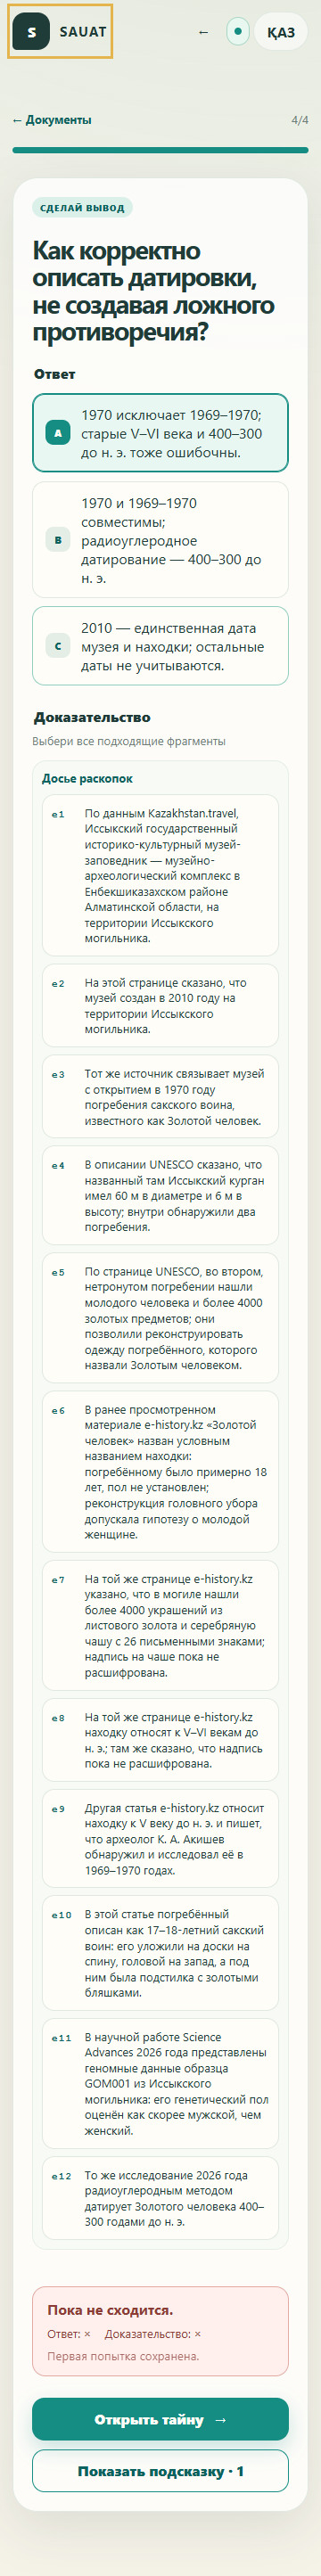 S SAUAT ← ҚАЗ
← Документы 4/4
СДЕЛАЙ ВЫВОД
Как корректно
описать датировки,
не создавая ложного
противоречия?
Ответ
A
1970 исключает 1969–1970;
старые V–VI века и 400–300
до н. э. тоже ошибочны.
B
1970 и 1969–1970
совместимы;
радиоуглеродное
датирование — 400–300 до
н. э.
C
2010 — единственная дата
музея и находки; остальные
даты не учитываются.
Доказательство
Выбери все подходящие фрагменты
Досье раскопок
e1 По данным Kazakhstan.travel,
Иссыкский государственный
историко-культурный музей-
заповедник — музейно-
археологический комплекс в
Енбекшиказахском районе
Алматинской области, на
территории Иссыкского
могильника.
e2 На этой странице сказано, что
музей создан в 2010 году на
территории Иссыкского
могильника.
e3 Тот же источник связывает музей
с открытием в 1970 году
погребения сакского воина,
известного как Золотой человек.
e4 В описании UNESCO сказано, что
названный там Иссыкский курган
имел 60 м в диаметре и 6 м в
высоту; внутри обнаружили два
погребения.
e5 По странице UNESCO, во втором,
нетронутом погребении нашли
молодого человека и более 4000
золотых предметов; они
позволили реконструировать
одежду погребённого, которого
назвали Золотым человеком.
e6 В ранее просмотренном
материале e-history.kz «Золотой
человек» назван условным
названием находки:
погребённому было примерно 18
лет, пол не установлен;
реконструкция головного убора
допускала гипотезу о молодой
женщине.
e7 На той же странице e-history.kz
указано, что в могиле нашли
более 4000 украшений из
листового золота и серебряную
чашу с 26 письменными знаками;
надпись на чаше пока не
расшифрована.
e8 На той же странице e-history.kz
находку относят к V–VI векам до
н. э.; там же сказано, что надпись
пока не расшифрована.
e9 Другая статья e-history.kz относит
находку к V веку до н. э. и пишет,
что археолог К. А. Акишев
обнаружил и исследовал её в
1969–1970 годах.
e10 В этой статье погребённый
описан как 17–18-летний сакский
воин: его уложили на доски на
спину, головой на запад, а под
ним была подстилка с золотыми
бляшками.
e11 В научной работе Science
Advances 2026 года представлены
геномные данные образца
GOM001 из Иссыкского
могильника: его генетический пол
оценён как скорее мужской, чем
женский.
e12 То же исследование 2026 года
радиоуглеродным методом
датирует Золотого человека 400–
300 годами до н. э.
Пока не сходится.
Ответ: × Доказательство: ×
Первая попытка сохранена.
Открыть тайну →
Показать подсказку · 1